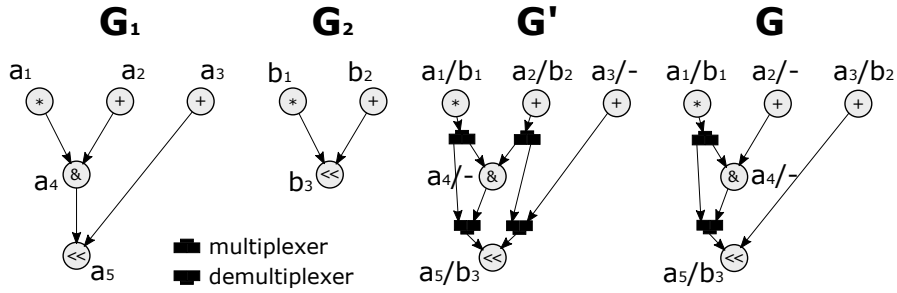 G₁ G₂ G' G
a₁ a₂ a₃ b₁ b₂ a₁/b₁ a₂/b₂ a₃/- a₁/b₁ a₂/- a₃/b₂
* + + * + * + + * + +
a₄ & b₃ << a₄/- & & a₄/-
<< a₅ a₅/b₃ << a₅/b₃ <<
multiplexer
demultiplexer